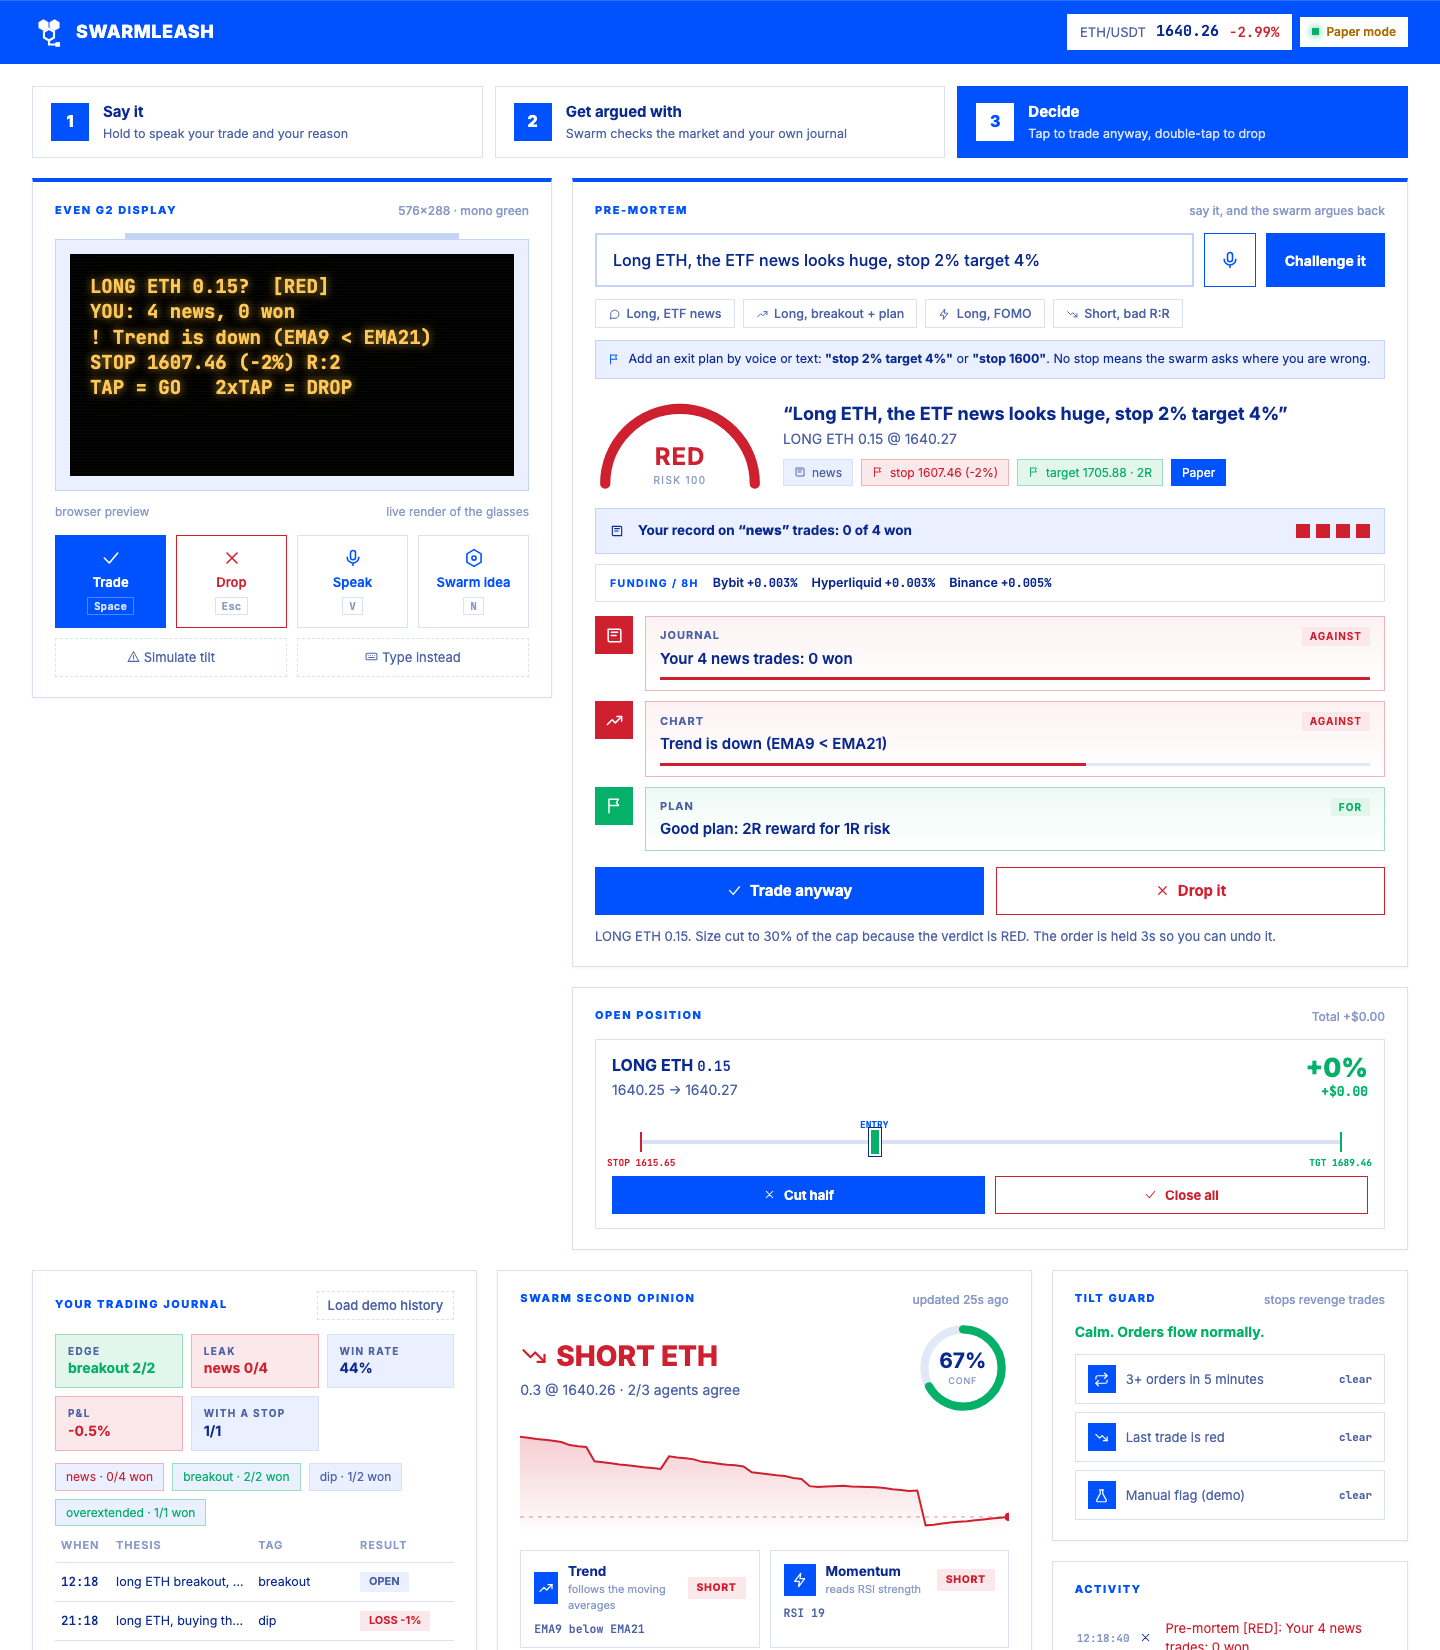 SWARMLEASH
ETH/USDT 1640.26 -2.99%
Paper mode
1
Say it
Hold to speak your trade and your reason
2
Get argued with
Swarm checks the market and your own journal
3
Decide
Tap to trade anyway, double-tap to drop
EVEN G2 DISPLAY
576×288 · mono green
LONG ETH 0.15? [RED]
YOU: 4 news, 0 won
! Trend is down (EMA9 < EMA21)
STOP 1607.46 (-2%) R:2
TAP = GO 2xTAP = DROP
browser preview
live render of the glasses
Trade
Space
Drop
Esc
Speak
V
Swarm idea
N
Simulate tilt
Type instead
PRE-MORTEM
say it, and the swarm argues back
Long ETH, the ETF news looks huge, stop 2% target 4%
Challenge it
Long, ETF news
Long, breakout + plan
Long, FOMO
Short, bad R:R
Add an exit plan by voice or text: "stop 2% target 4%" or "stop 1600". No stop means the swarm asks where you are wrong.
RED
RISK 100
“Long ETH, the ETF news looks huge, stop 2% target 4%”
LONG ETH 0.15 @ 1640.27
news
stop 1607.46 (-2%)
target 1705.88 · 2R
Paper
Your record on “news” trades: 0 of 4 won
FUNDING / 8H Bybit +0.003% Hyperliquid +0.003% Binance +0.005%
JOURNAL
AGAINST
Your 4 news trades: 0 won
CHART
AGAINST
Trend is down (EMA9 < EMA21)
PLAN
FOR
Good plan: 2R reward for 1R risk
Trade anyway
Drop it
LONG ETH 0.15. Size cut to 30% of the cap because the verdict is RED. The order is held 3s so you can undo it.
OPEN POSITION
Total +$0.00
LONG ETH 0.15
+0%
1640.25 → 1640.27
+$0.00
ENTRY
STOP 1615.65
TGT 1689.46
Cut half
Close all
YOUR TRADING JOURNAL
Load demo history
EDGE
breakout 2/2
LEAK
news 0/4
WIN RATE
44%
P&L
-0.5%
WITH A STOP
1/1
news · 0/4 won
breakout · 2/2 won
dip · 1/2 won
overextended · 1/1 won
WHEN THESIS TAG RESULT
12:18 long ETH breakout, ... breakout OPEN
21:18 long ETH, buying th... dip LOSS -1%
SWARM SECOND OPINION
updated 25s ago
SHORT ETH
0.3 @ 1640.26 · 2/3 agents agree
67%
CONF
Trend
follows the moving
averages
SHORT
EMA9 below EMA21
Momentum
reads RSI strength
SHORT
RSI 19
TILT GUARD
stops revenge trades
Calm. Orders flow normally.
3+ orders in 5 minutes
clear
Last trade is red
clear
Manual flag (demo)
clear
ACTIVITY
12:18:40
Pre-mortem [RED]: Your 4 news
trades: 0 won